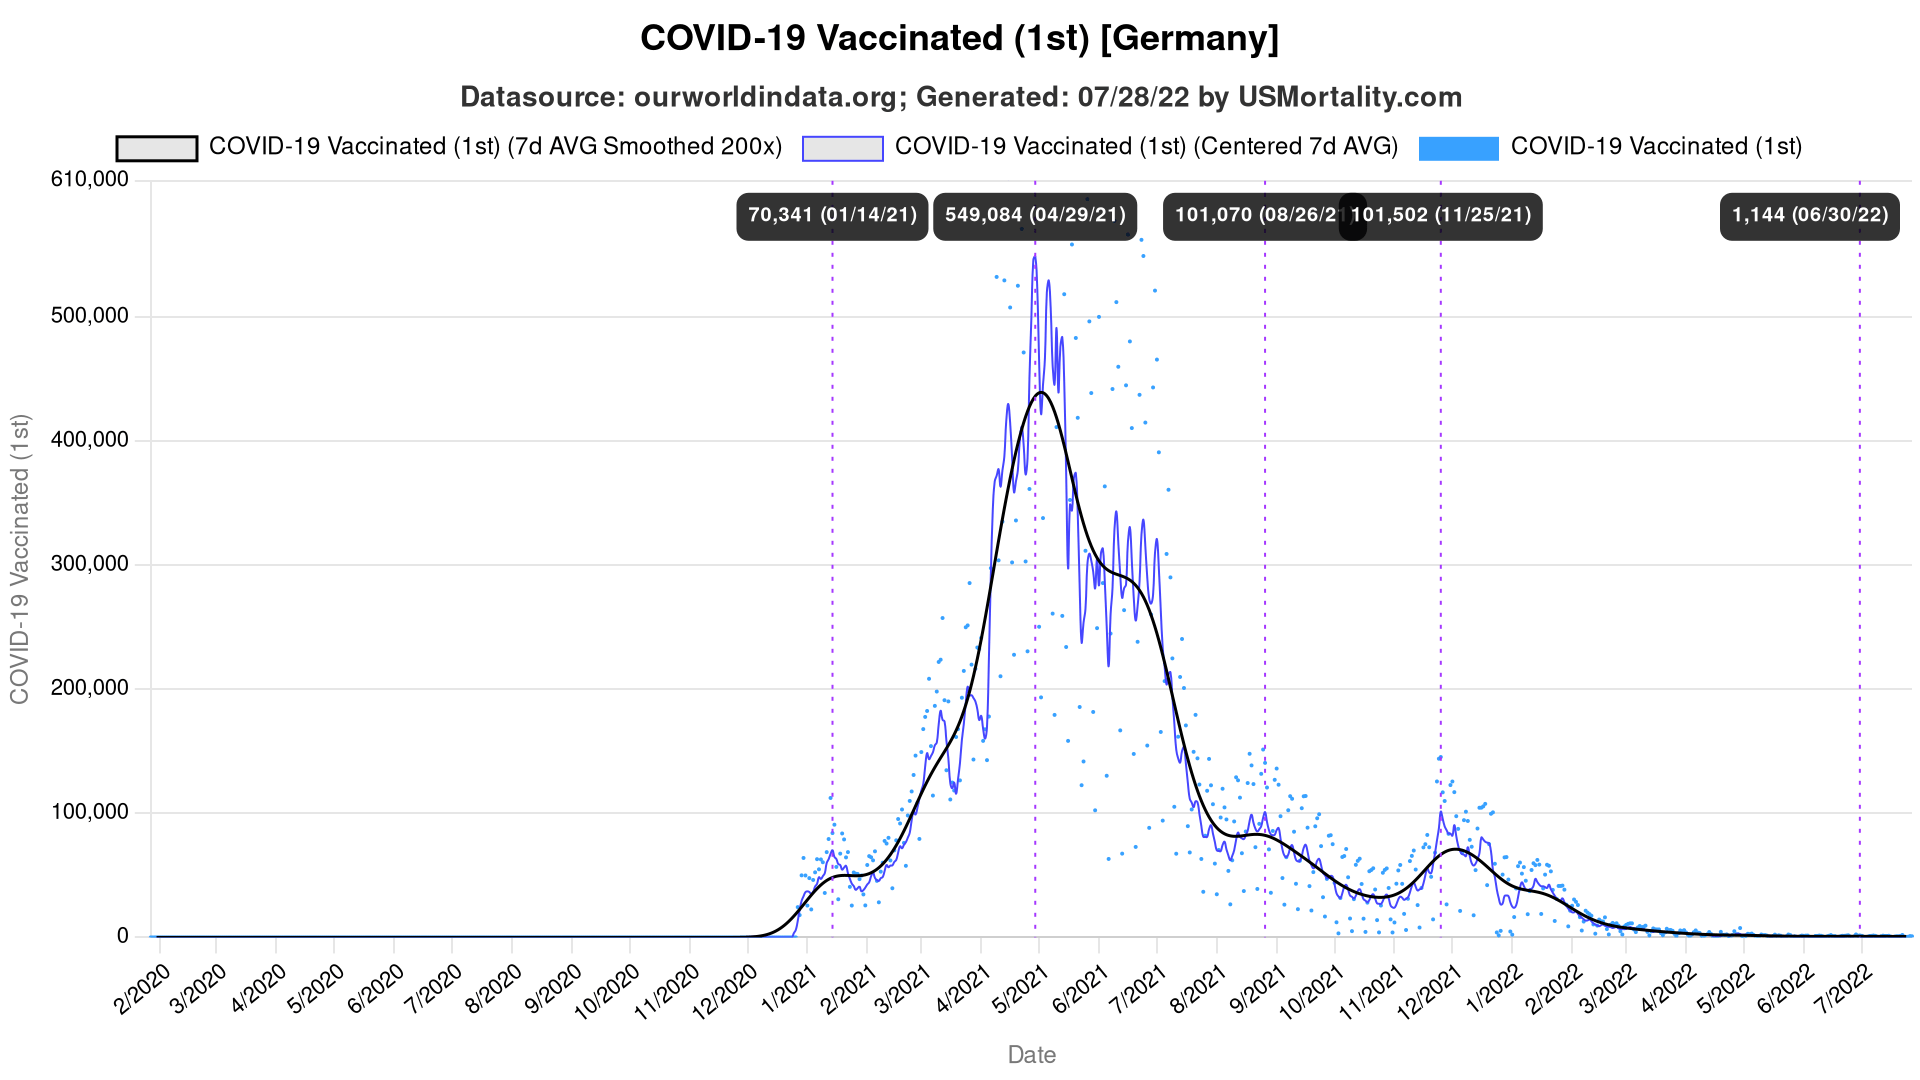 COVID-19 Vaccinated (1st) [Germany]
Datasource: ourworldindata.org; Generated: 07/28/22 by USMortality.com
COVID-19 Vaccinated (1st) (7d AVG Smoothed 200x) COVID-19 Vaccinated (1st) (Centered 7d AVG) COVID-19 Vaccinated (1st)
610,000
70,341 (01/14/21) 549,084 (04/29/21) 101,070 (08/26/21) 101,502 (11/25/21) 1,144 (06/30/22)
500,000
400,000
300,000
200,000
100,000
0
COVID-19 Vaccinated (1st)
2/2020 3/2020 4/2020 5/2020 6/2020 7/2020 8/2020 9/2020 10/2020 11/2020 12/2020 1/2021 2/2021 3/2021 4/2021 5/2021 6/2021 7/2021 8/2021 9/2021 10/2021 11/2021 12/2021 1/2022 2/2022 3/2022 4/2022 5/2022 6/2022 7/2022
Date